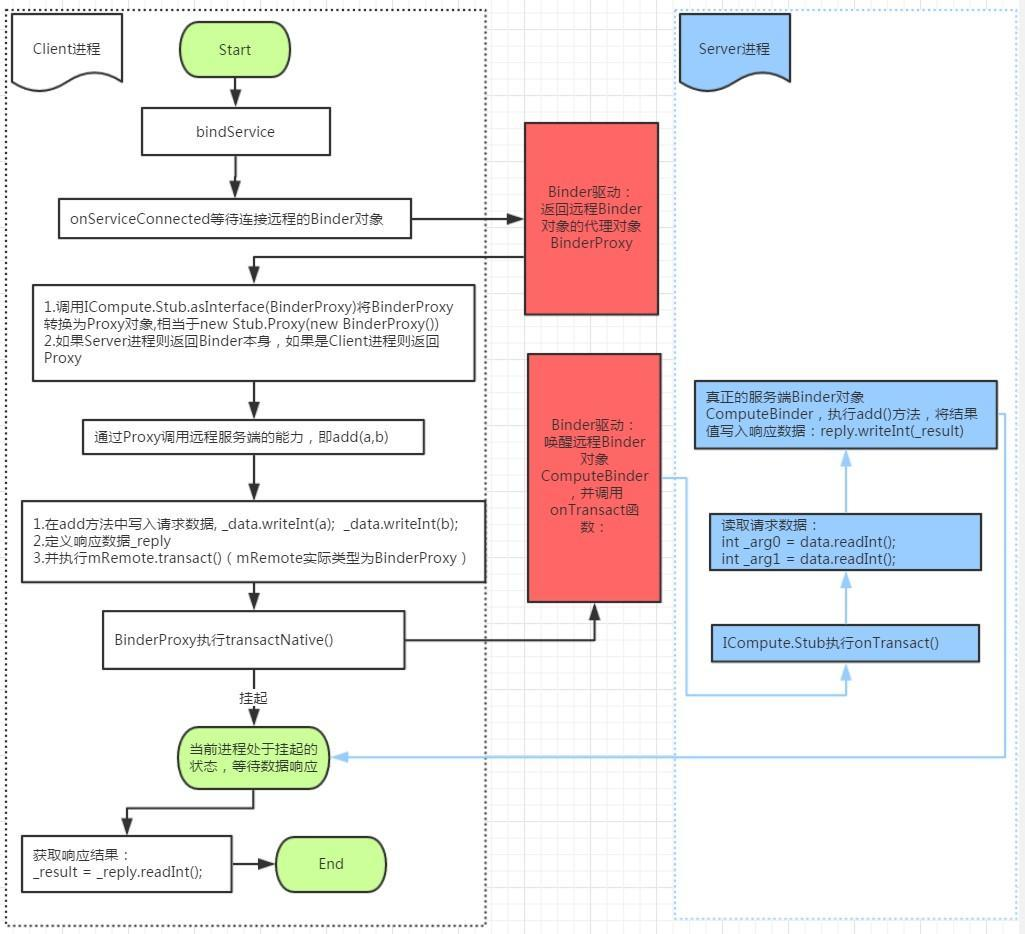 Client进程
Start
Server进程
bindService
onServiceConnected等待连接远程的Binder对象
Binder驱动：
返回远程Binder
对象的代理对象
BinderProxy
1.调用ICompute.Stub.asInterface(BinderProxy)将BinderProxy
转换为Proxy对象,相当于new Stub.Proxy(new BinderProxy())
2.如果Server进程则返回Binder本身，如果是Client进程则返回
Proxy
通过Proxy调用远程服务端的能力，即add(a,b)
1.在add方法中写入请求数据, _data.writeInt(a);  _data.writeInt(b);
2.定义响应数据_reply
3.并执行mRemote.transact()（ mRemote实际类型为BinderProxy ）
BinderProxy执行transactNative()
Binder驱动：
唤醒远程Binder
对象
ComputeBinder
，并调用
onTransact函
数：
ICompute.Stub执行onTransact()
读取请求数据：
int _arg0 = data.readInt();
int _arg1 = data.readInt();
真正的服务端Binder对象
ComputeBinder，执行add()方法，将结果
值写入响应数据：reply.writeInt(_result)
挂起
当前进程处于挂起的
状态，等待数据响应
获取响应结果：
_result = _reply.readInt();
End